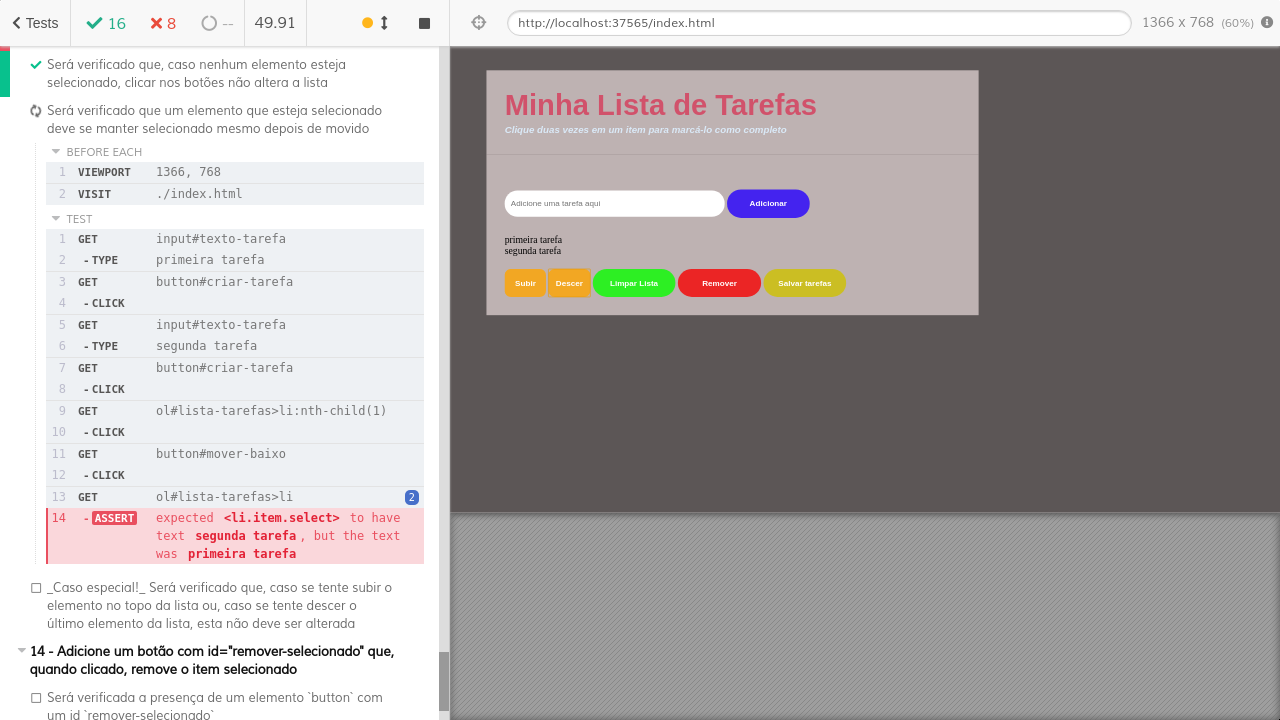 Tests
16
8
--
49.91
http://localhost:37565/index.html
1366 x 768 (60%)
Será verificado que, caso nenhum elemento esteja
selecionado, clicar nos botões não altera a lista
Será verificado que um elemento que esteja selecionado
deve se manter selecionado mesmo depois de movido
BEFORE EACH
1 VIEWPORT 1366, 768
2 VISIT ./index.html
TEST
1 GET input#texto-tarefa
2 -TYPE primeira tarefa
3 GET button#criar-tarefa
4 -CLICK
5 GET input#texto-tarefa
6 -TYPE segunda tarefa
7 GET button#criar-tarefa
8 -CLICK
9 GET ol#lista-tarefas>li:nth-child(1)
10 -CLICK
11 GET button#mover-baixo
12 -CLICK
13 GET ol#lista-tarefas>li 2
14 -ASSERT expected <li.item.select> to have
text segunda tarefa, but the text
was primeira tarefa
_Caso especial!_ Será verificado que, caso se tente subir o
elemento no topo da lista ou, caso se tente descer o
último elemento da lista, esta não deve ser alterada
14 - Adicione um botão com id="remover-selecionado" que,
quando clicado, remove o item selecionado
Será verificada a presença de um elemento `button` com
um id `remover-selecionado`
Minha Lista de Tarefas
Clique duas vezes em um item para marcá-lo como completo
Adicione uma tarefa aqui
Adicionar
primeira tarefa
segunda tarefa
Subir
Descer
Limpar Lista
Remover
Salvar tarefas